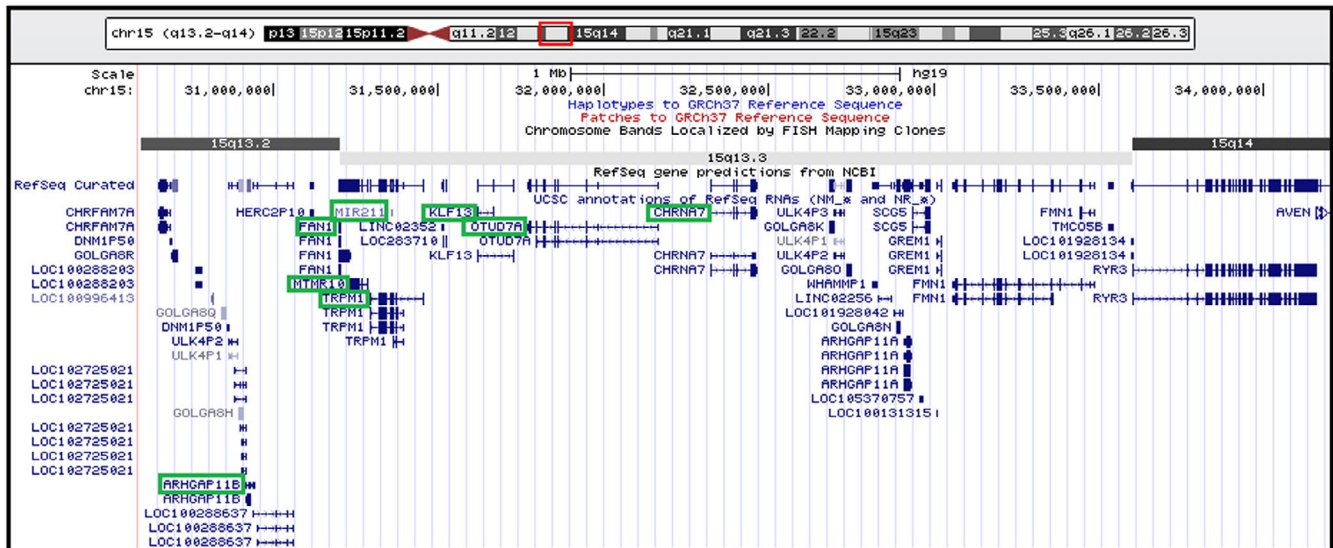 chr15 (q13.2-q14) p13 15p12 15p11.2 q11.2 12 15q14 q21.1 q21.3 22.2 15q23 25.3 q26.1 26.2 26.3
Scale 1 Mb hg19
chr15: 31,000,000 31,500,000 32,000,000 32,500,000 33,000,000 33,500,000 34,000,000
Haplotypes to GRCh37 Reference Sequence
Patches to GRCh37 Reference Sequence
Chromosome Bands Localized by FISH Mapping Clones
15q13.2 15q14
15q13.3
RefSeq gene predictions from NCBI
RefSeq Curated
UCSC annotations of RefSeq RNAs (NM_* and NR_*)
CHRFAM7A HERC2P10 MIR211 KLF13 CHRNA7 ULK4P3 SCG5 FMN1 AVEN
CHRFAM7A FAN1 LINC02352 OTUD7A GOLGA8K SCG5 TMCO5B
DNM1P50 FAN1 LOC283710 OTUD7A ULK4P1 GREM1 LOC101928134
GOLGA8R FAN1 KLF13 CHRNA7 ULK4P2 GREM1 LOC101928134
LOC100288203 FAN1 CHRNA7 GOLGA8O GREM1 RYR3
LOC100288203 MTMR10 WHAMMP1 FMN1
LOC100996413 TRPM1 LINC02256 FMN1 RYR3
GOLGA8Q TRPM1 LOC101928042
DNM1P50 TRPM1 GOLGA8N
ULK4P2 TRPM1 ARHGAP11A
ULK4P1 ARHGAP11A
LOC102725021 ARHGAP11A
LOC102725021 ARHGAP11A
LOC102725021 LOC105370757
GOLGA8H LOC100131315
LOC102725021
LOC102725021
LOC102725021
LOC102725021
ARHGAP11B
ARHGAP11B
LOC100288637
LOC100288637
LOC100288637